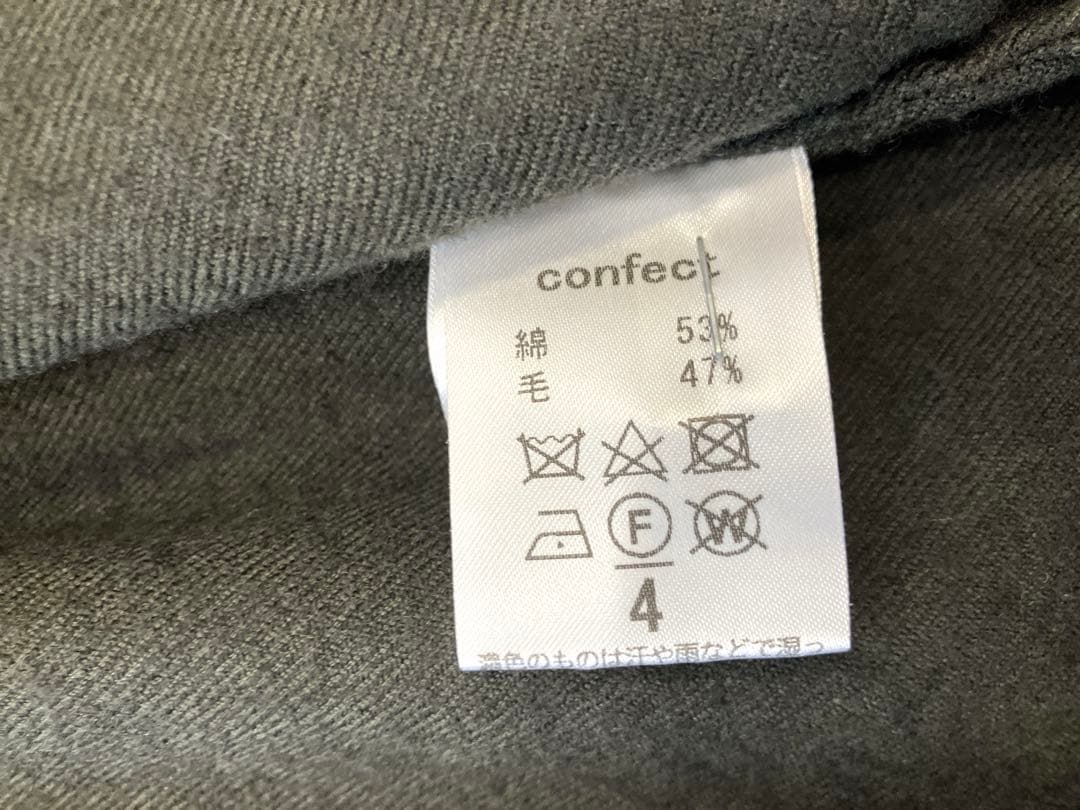 confect
綿 53%
毛 47%
F
W
4
濃色のものは汗や雨などで湿っ